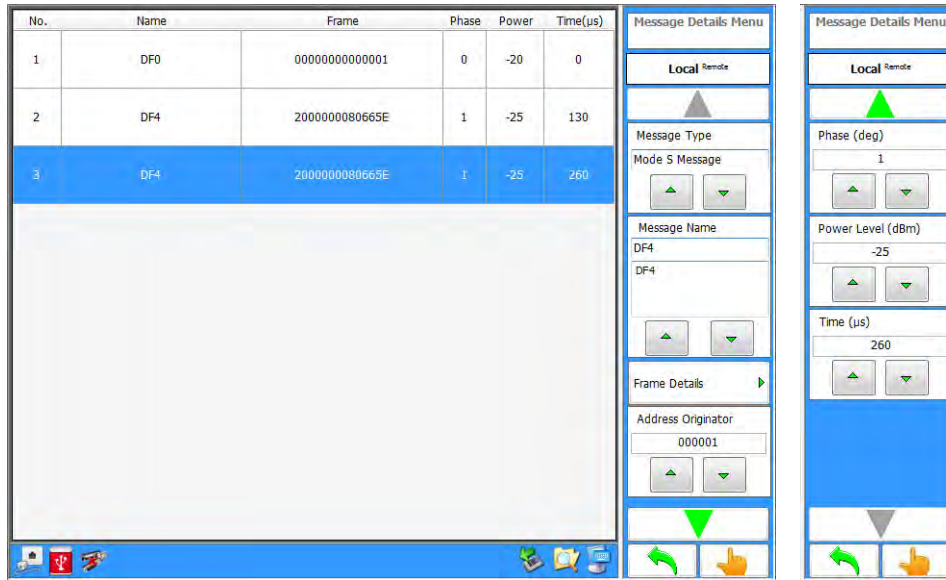 No. Name Frame Phase Power Time(µs)
1 DF0 00000000000001 0 -20 0
2 DF4 2000000080665E 1 -25 130
3 DF4 2000000080665E 1 -25 260
Message Details Menu
Local Remote
Message Type
Mode S Message
Message Name
DF4
DF4
Frame Details
Address Originator
000001
Message Details Menu
Local Remote
Phase (deg)
1
Power Level (dBm)
-25
Time (µs)
260